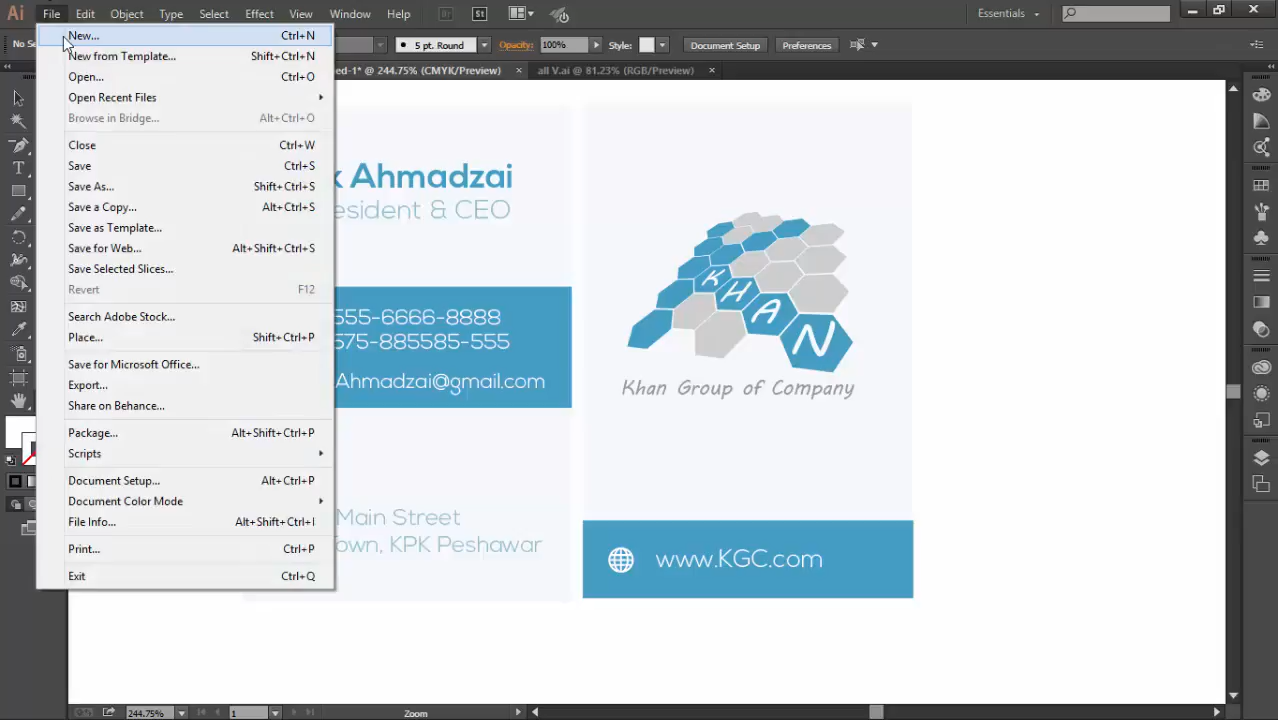 Ai File Edit Object Type Select Effect View Window Help Br St Essentials
No Se 5 pt. Round Opacity: 100% Style: Document Setup Preferences
ed-1* @ 244.75% (CMYK/Preview) × all V.ai @ 81.23% (RGB/Preview) ×
New... Ctrl+N
New from Template... Shift+Ctrl+N
Open... Ctrl+O
Open Recent Files
Browse in Bridge... Alt+Ctrl+O
Close Ctrl+W
Save Ctrl+S
Save As... Shift+Ctrl+S
Save a Copy... Alt+Ctrl+S
Save as Template...
Save for Web... Alt+Shift+Ctrl+S
Save Selected Slices...
Revert F12
Search Adobe Stock...
Place... Shift+Ctrl+P
Save for Microsoft Office...
Export...
Share on Behance...
Package... Alt+Shift+Ctrl+P
Scripts
Document Setup... Alt+Ctrl+P
Document Color Mode
File Info... Alt+Shift+Ctrl+I
Print... Ctrl+P
Exit Ctrl+Q
k Ahmadzai
esident & CEO
555-6666-8888
575-885585-555
Ahmadzai@gmail.com
Main Street
own, KPK Peshawar
KHAN
Khan Group of Company
www.KGC.com
244.75% 1 Zoom